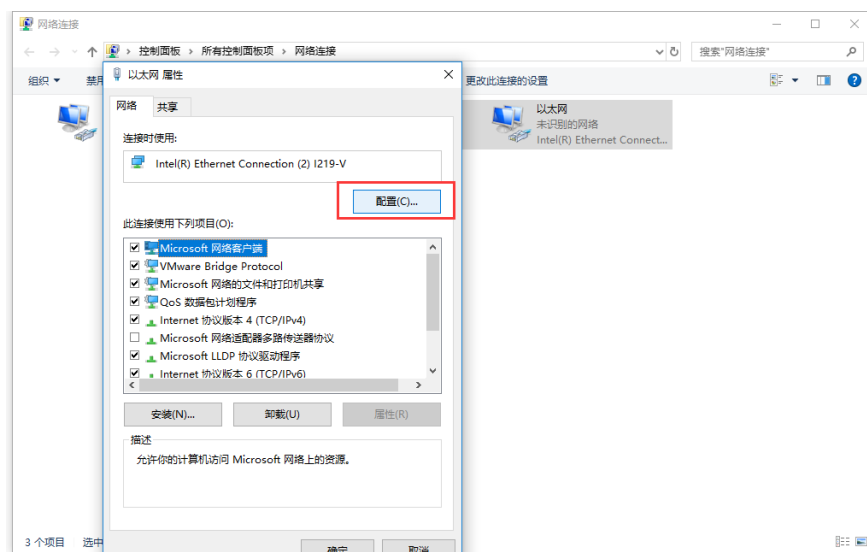 网络连接
控制面板 › 所有控制面板项 › 网络连接
搜索"网络连接"
组织
更改此连接的设置
以太网 属性
网络
共享
连接时使用:
Intel(R) Ethernet Connection (2) I219-V
配置(C)...
此连接使用下列项目(O):
Microsoft 网络客户端
VMware Bridge Protocol
Microsoft 网络的文件和打印机共享
QoS 数据包计划程序
Internet 协议版本 4 (TCP/IPv4)
Microsoft 网络适配器多路传送器协议
Microsoft LLDP 协议驱动程序
Internet 协议版本 6 (TCP/IPv6)
安装(N)...
卸载(U)
属性(R)
描述
允许你的计算机访问 Microsoft 网络上的资源。
确定
取消
以太网
未识别的网络
Intel(R) Ethernet Connect...
3 个项目
选中